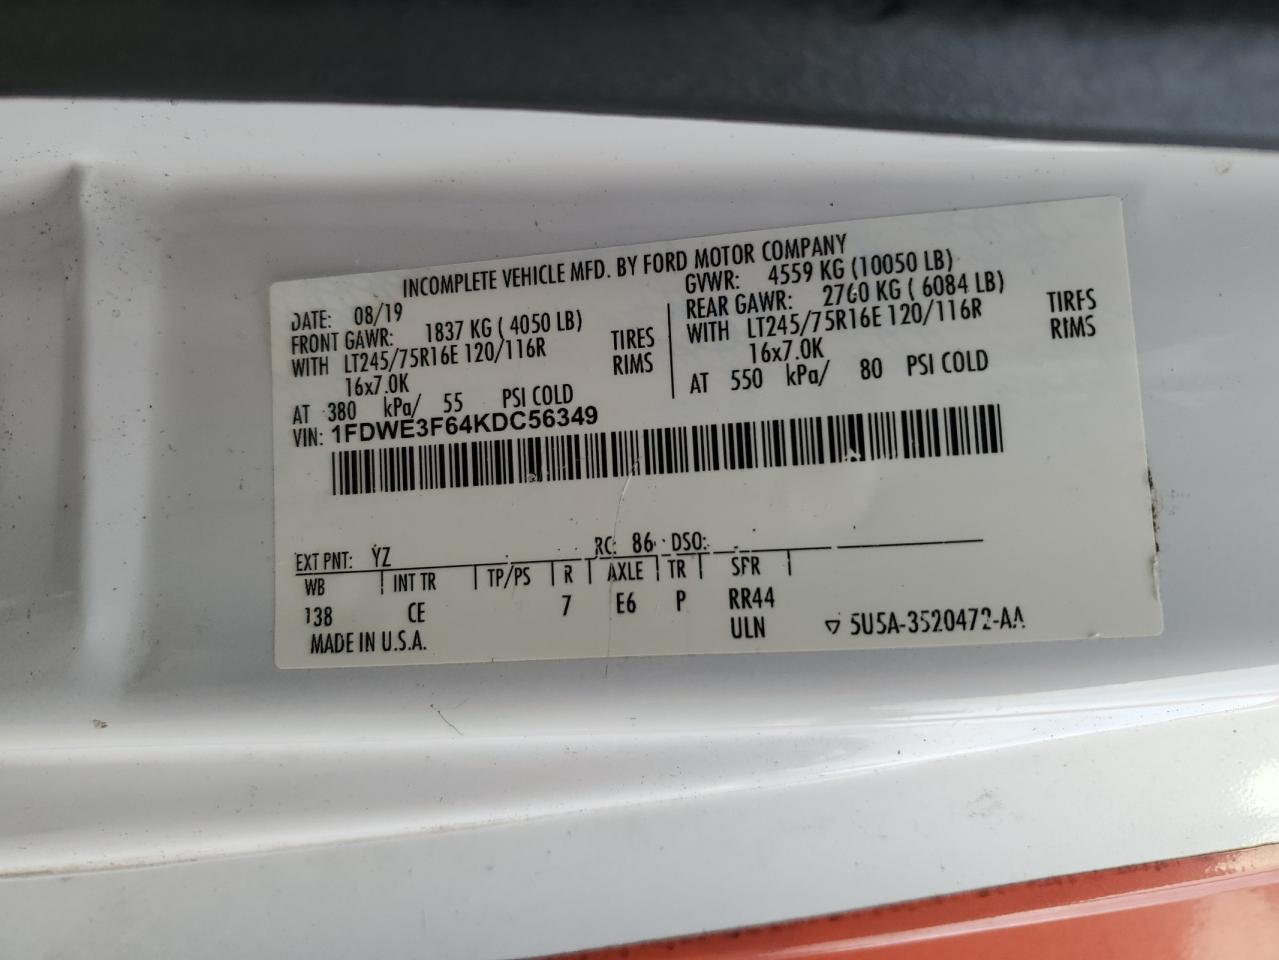 INCOMPLETE VEHICLE MFD. BY FORD MOTOR COMPANY
DATE: 08/19
GVWR: 4559 KG (10050 LB)
FRONT GAWR: 1837 KG ( 4050 LB)
REAR GAWR: 2760 KG ( 6084 LB)
WITH LT245/75R16E 120/116R TIRES
WITH LT245/75R16E 120/116R TIRES
16x7.0K RIMS
16x7.0K RIMS
AT 380 kPa/ 55 PSI COLD
AT 550 kPa/ 80 PSI COLD
VIN: 1FDWE3F64KDC56349
EXT PNT: YZ RC: 86 DSO:
WB INT TR TP/PS R AXLE TR SFR
138 CE 7 E6 P RR44
MADE IN U.S.A. ULN ▽ 5U5A-3520472-AA